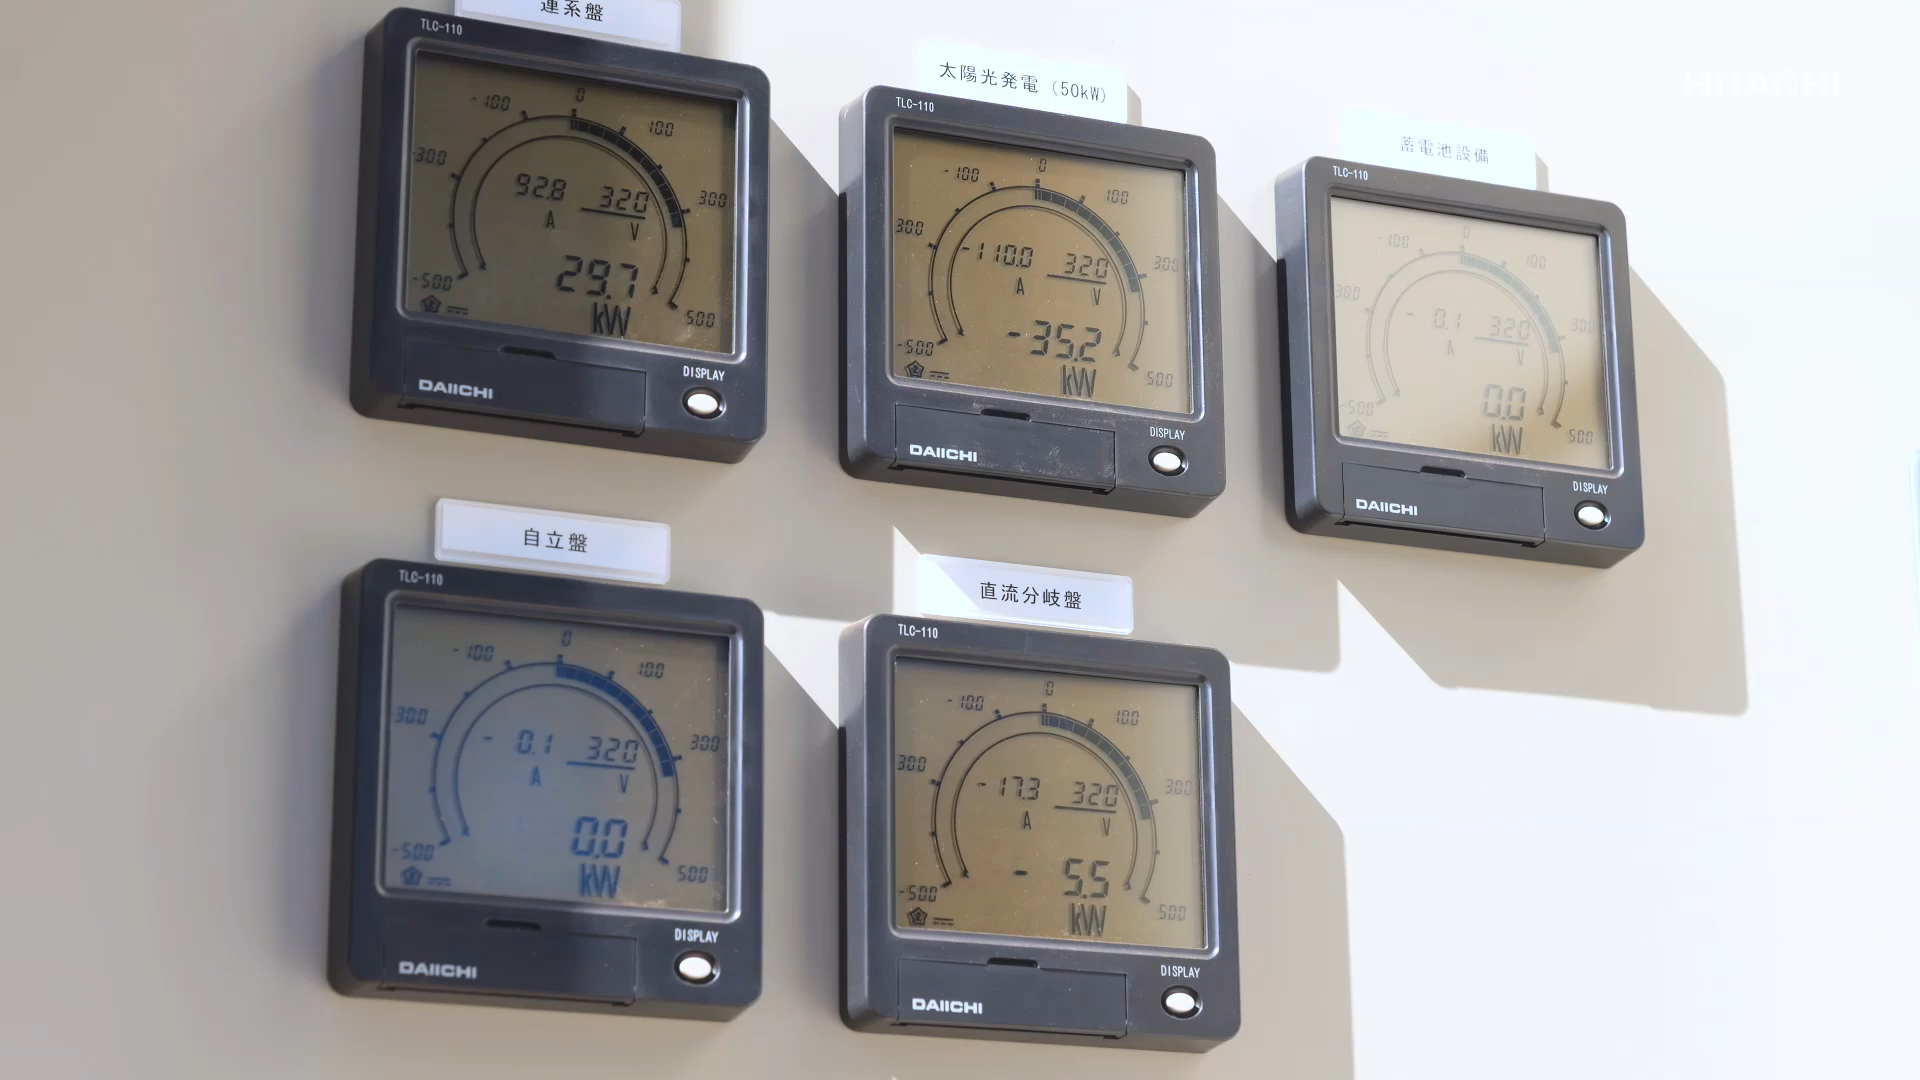 連系盤
TLC-110
-100 0 100
300 300
92.8 320
A V
29.7
kW
-500 500
DISPLAY
DAIICHI
太陽光発電 (50kW)
TLC-110
-100 0 100
300 300
-110.0 320
A V
-35.2
kW
-500 500
DISPLAY
DAIICHI
HITACHI
蓄電池設備
TLC-110
-100 0 100
300 300
- 0.1 320
A V
0.0
kW
-500 500
DISPLAY
DAIICHI
自立盤
TLC-110
-100 0 100
-300 300
- 0.1 320
A V
0.0
kW
-500 500
DISPLAY
DAIICHI
直流分岐盤
TLC-110
-100 0 100
300 300
-17.3 320
A V
- 5.5
kW
-500 500
DISPLAY
DAIICHI